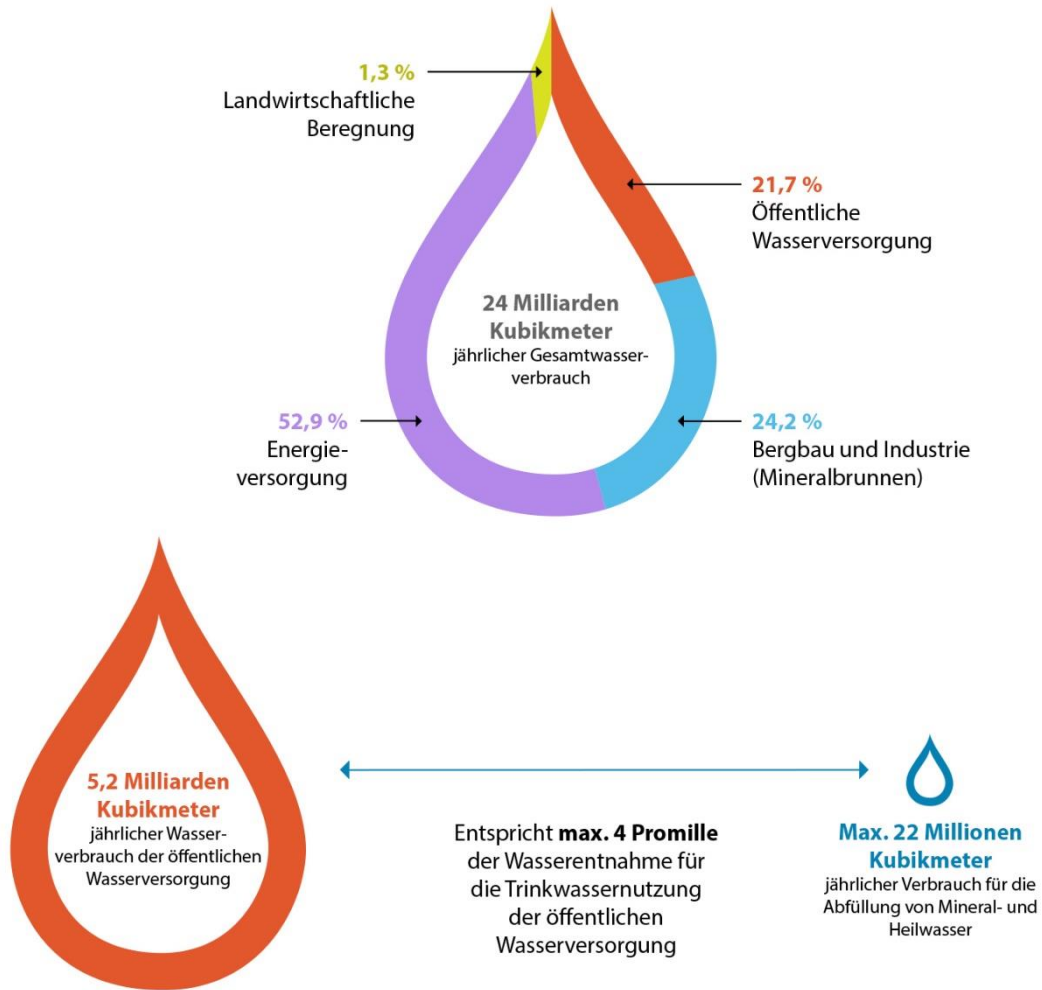 1,3 %
Landwirtschaftliche
Beregnung
21,7 %
Öffentliche
Wasserversorgung
24 Milliarden
Kubikmeter
jährlicher Gesamtwasser-
verbrauch
52,9 %
Energie-
versorgung
24,2 %
Bergbau und Industrie
(Mineralbrunnen)
5,2 Milliarden
Kubikmeter
jährlicher Wasser-
verbrauch der öffentlichen
Wasserversorgung
Entspricht max. 4 Promille
der Wasserentnahme für
die Trinkwassernutzung
der öffentlichen
Wasserversorgung
Max. 22 Millionen
Kubikmeter
jährlicher Verbrauch für die
Abfüllung von Mineral- und
Heilwasser